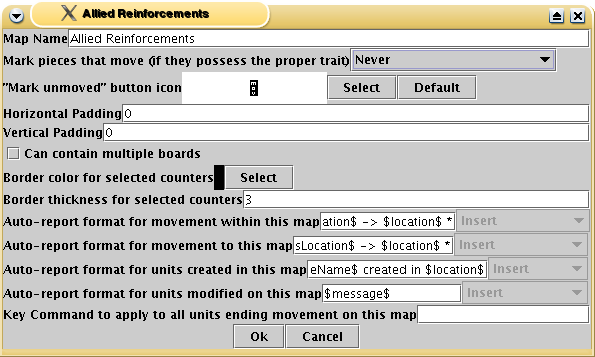 Allied Reinforcements
Map Name Allied Reinforcements
Mark pieces that move (if they possess the proper trait) Never
"Mark unmoved" button icon Select Default
Horizontal Padding 0
Vertical Padding 0
Can contain multiple boards
Border color for selected counters Select
Border thickness for selected counters 3
Auto-report format for movement within this map ation$ -> $location$ * Insert
Auto-report format for movement to this map sLocation$ -> $location$ * Insert
Auto-report format for units created in this map eName$ created in $location$ Insert
Auto-report format for units modified on this map $message$ Insert
Key Command to apply to all units ending movement on this map
Ok Cancel